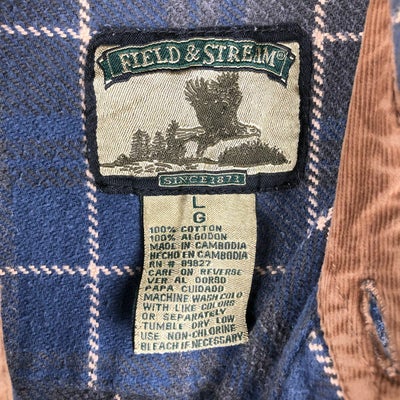 FIELD & STREAM®
SINCE 1871
L
G
100% COTTON
100% ALGODON
MADE IN CAMBODIA
HECHO EN CAMBODIA
RN # 89827
CARE ON REVERSE
VER AL DORSO
PAPA CUIDADO
MACHINE WASH COLD
WITH LIKE COLORS
OR SEPARATELY
TUMBLE DRY LOW
USE NON-CHLORINE
BLEACH IF NECESSARY